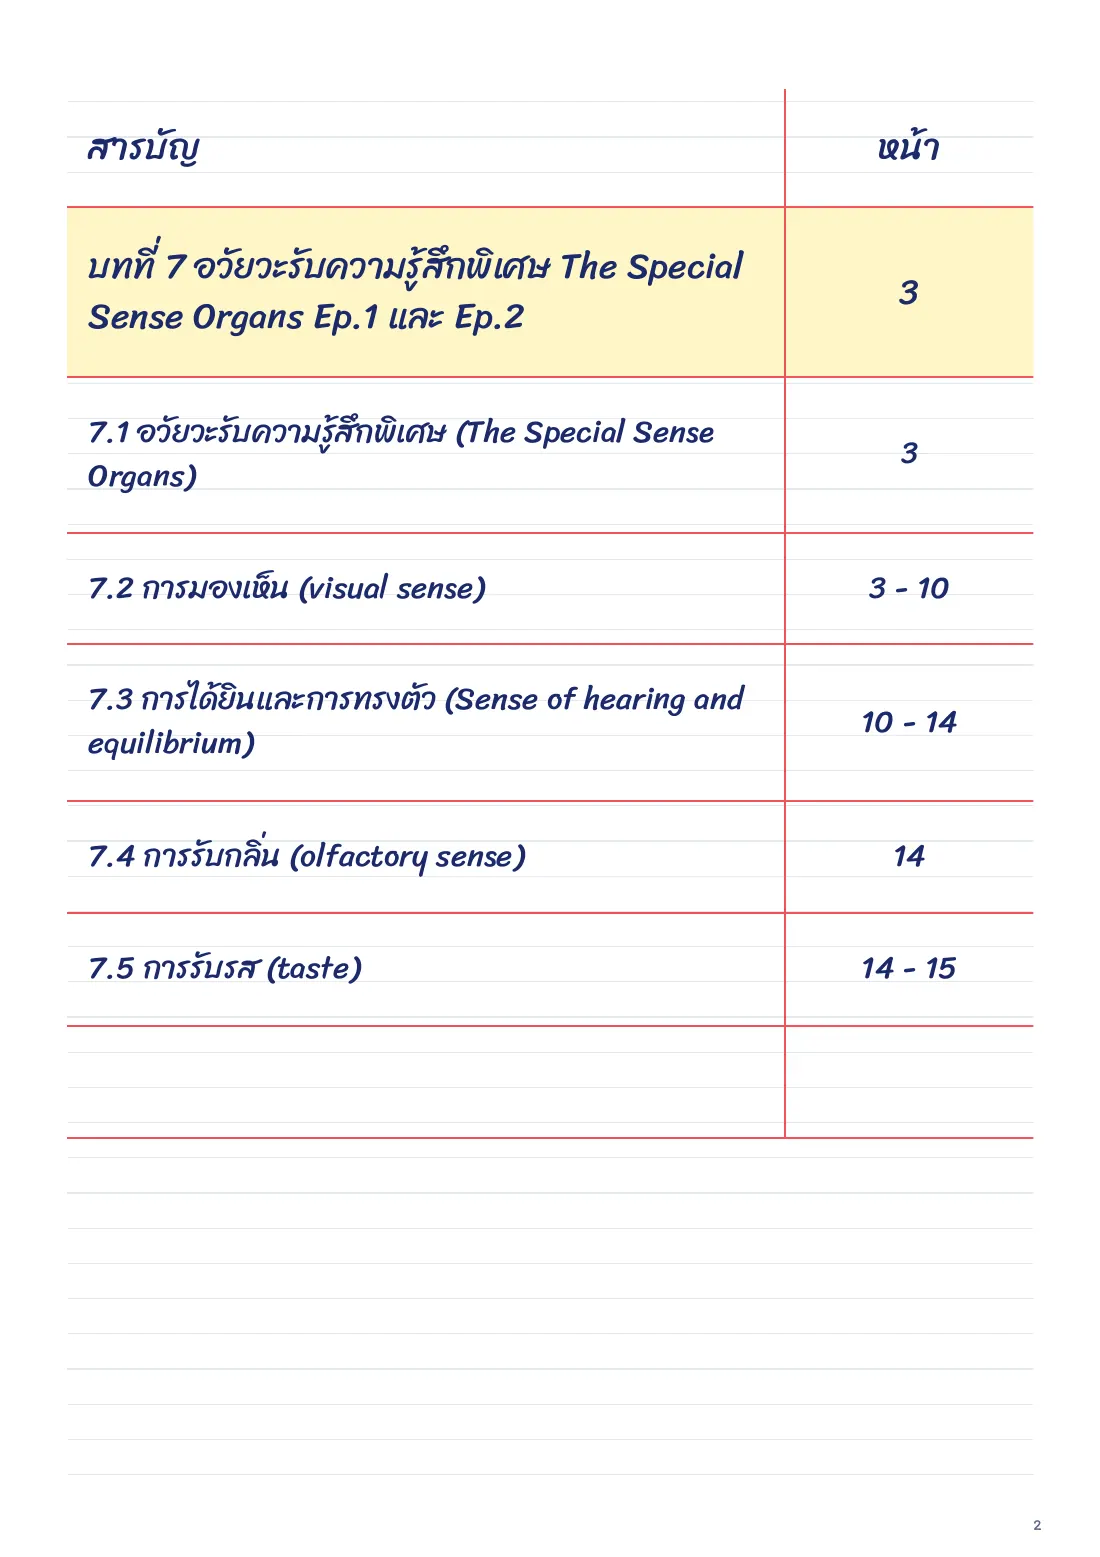 สารบัญ
หน้า
บทที่ 7 อวัยวะรับความรู้สึกพิเศษ The Special
Sense Organs Ep.1 และ Ep.2
3
7.1 อวัยวะรับความรู้สึกพิเศษ (The Special Sense
Organs)
3
7.2 การมองเห็น (visual sense)
3 - 10
7.3 การได้ยินและการทรงตัว (Sense of hearing and
equilibrium)
10 - 14
7.4 การรับกลิ่น (olfactory sense)
14
7.5 การรับรส (taste)
14 - 15
2